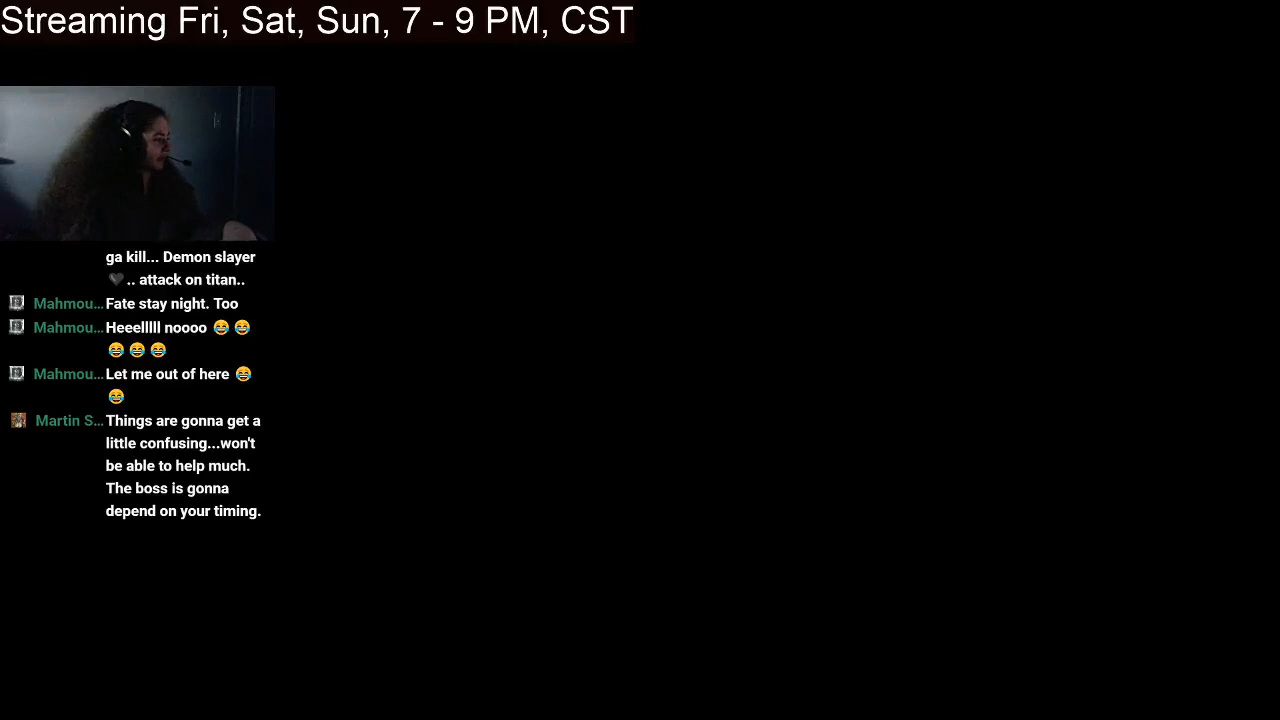 Streaming Fri, Sat, Sun, 7 - 9 PM, CST
ga kill... Demon slayer
🖤.. attack on titan..
Mahmou... Fate stay night. Too
Mahmou... Heeelllll noooo 😂 😂
😂 😂 😂
Mahmou... Let me out of here 😂
😂
Martin S... Things are gonna get a
little confusing...won't
be able to help much.
The boss is gonna
depend on your timing.